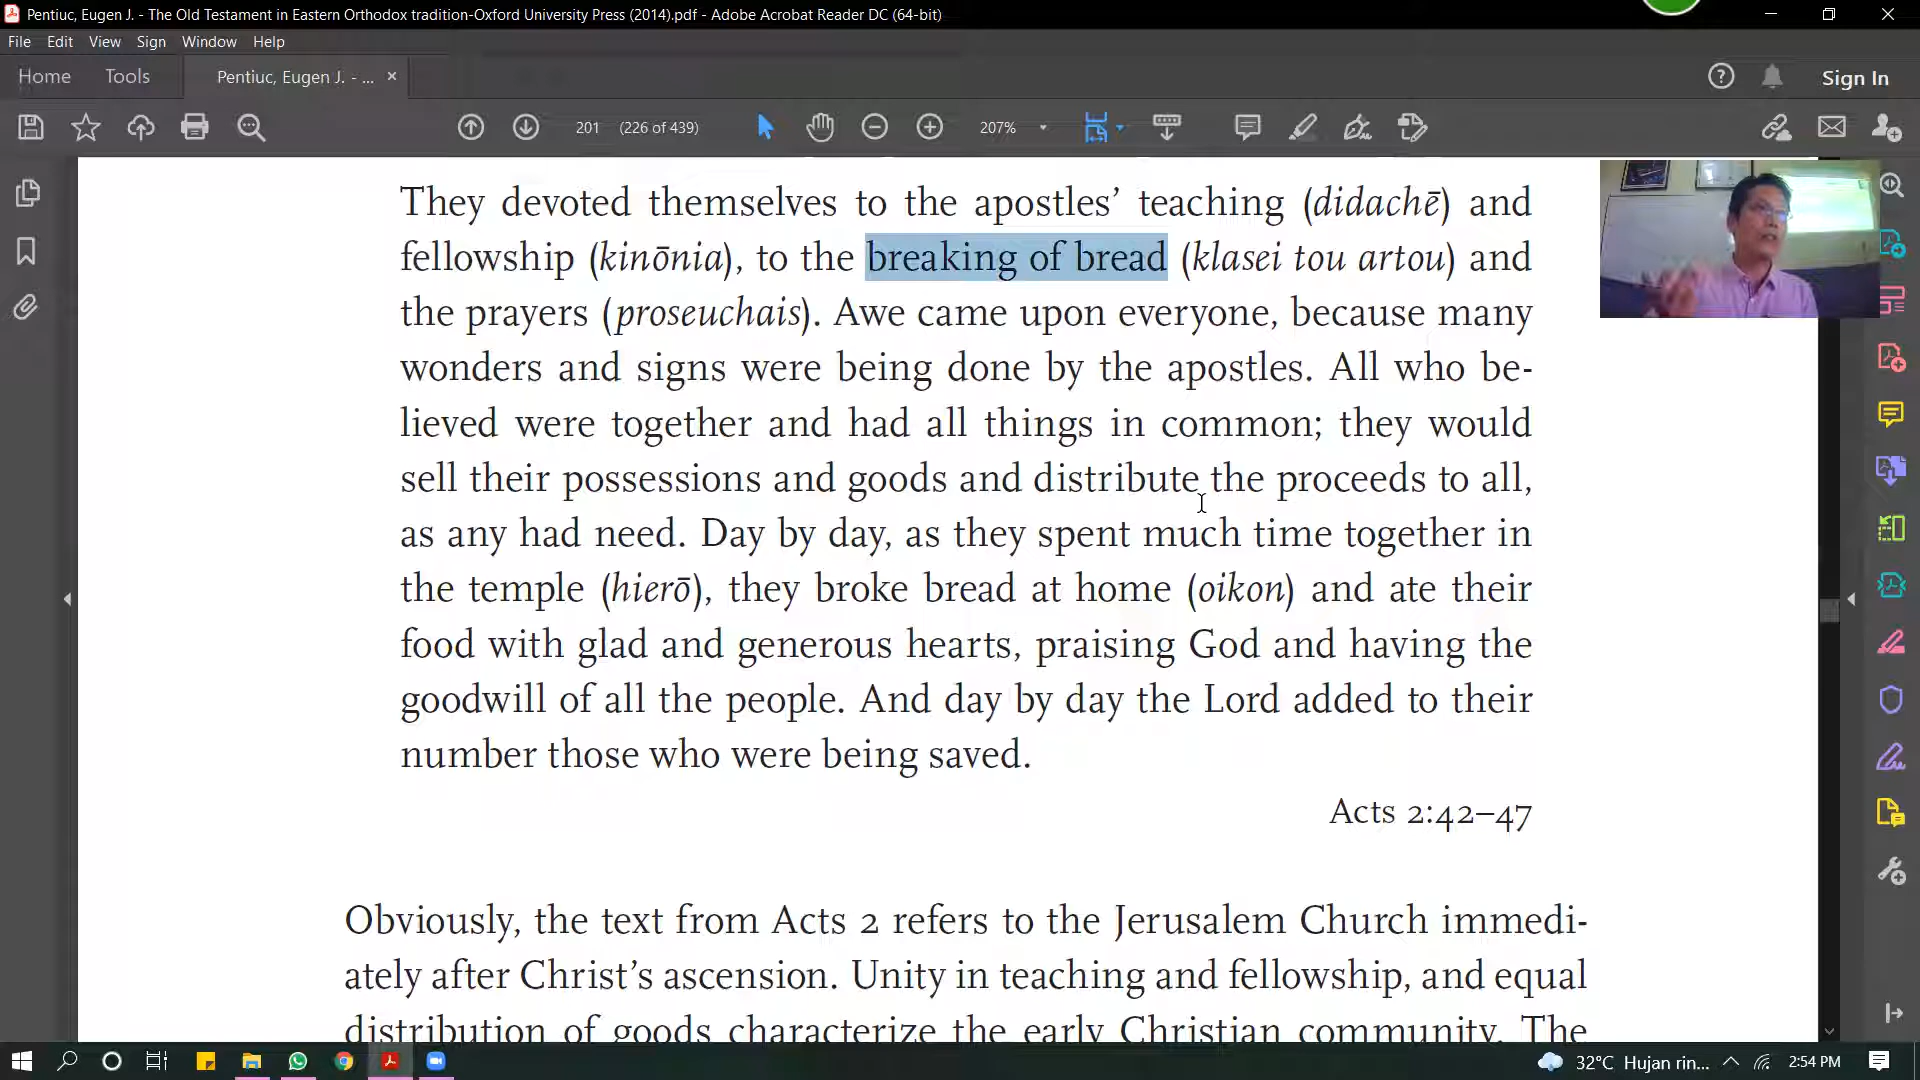 Pentiuc, Eugen J. - The Old Testament in Eastern Orthodox tradition-Oxford University Press (2014).pdf - Adobe Acrobat Reader DC (64-bit)
File Edit View Sign Window Help
Home Tools Pentiuc, Eugen J. - ... ×
Sign In
201 (226 of 439)
207%
They devoted themselves to the apostles’ teaching (didachē) and
fellowship (kinōnia), to the breaking of bread (klasei tou artou) and
the prayers (proseuchais). Awe came upon everyone, because many
wonders and signs were being done by the apostles. All who be-
lieved were together and had all things in common; they would
sell their possessions and goods and distribute the proceeds to all,
as any had need. Day by day, as they spent much time together in
the temple (hierō), they broke bread at home (oikon) and ate their
food with glad and generous hearts, praising God and having the
goodwill of all the people. And day by day the Lord added to their
number those who were being saved.
Acts 2:42–47
Obviously, the text from Acts 2 refers to the Jerusalem Church immedi-
ately after Christ’s ascension. Unity in teaching and fellowship, and equal
distribution of goods characterize the early Christian community. The
32°C Hujan rin... 2:54 PM